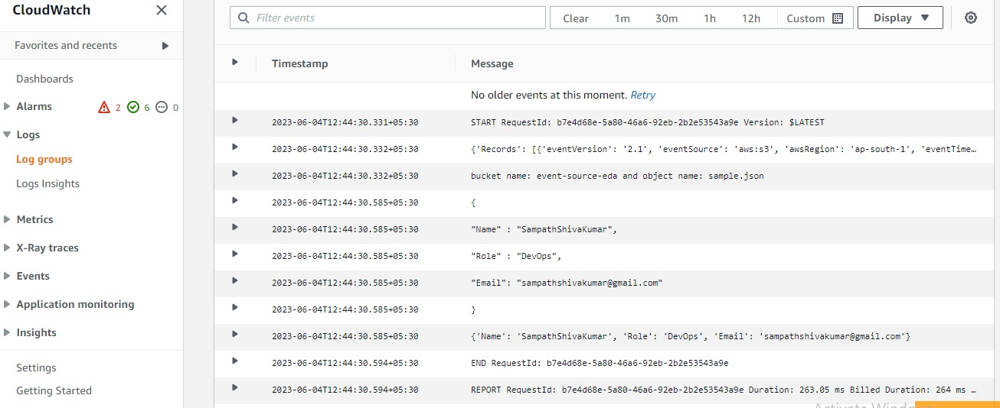 CloudWatch
Favorites and recents
Dashboards
Alarms 2 6 0
Logs
Log groups
Logs Insights
Metrics
X-Ray traces
Events
Application monitoring
Insights
Settings
Getting Started
Filter events Clear 1m 30m 1h 12h Custom Display
Timestamp Message
No older events at this moment. Retry
2023-06-04T12:44:30.331+05:30 START RequestId: b7e4d68e-5a80-46a6-92eb-2b2e53543a9e Version: $LATEST
2023-06-04T12:44:30.332+05:30 {'Records': [{'eventVersion': '2.1', 'eventSource': 'aws:s3', 'awsRegion': 'ap-south-1', 'eventTime…
2023-06-04T12:44:30.332+05:30 bucket name: event-source-eda and object name: sample.json
2023-06-04T12:44:30.585+05:30 {
2023-06-04T12:44:30.585+05:30 "Name" : "SampathShivaKumar",
2023-06-04T12:44:30.585+05:30 "Role" : "DevOps",
2023-06-04T12:44:30.585+05:30 "Email": "sampathshivakumar@gmail.com"
2023-06-04T12:44:30.585+05:30 }
2023-06-04T12:44:30.585+05:30 {'Name': 'SampathShivaKumar', 'Role': 'DevOps', 'Email': 'sampathshivakumar@gmail.com'}
2023-06-04T12:44:30.594+05:30 END RequestId: b7e4d68e-5a80-46a6-92eb-2b2e53543a9e
2023-06-04T12:44:30.594+05:30 REPORT RequestId: b7e4d68e-5a80-46a6-92eb-2b2e53543a9e Duration: 263.05 ms Billed Duration: 264 ms …
Activate